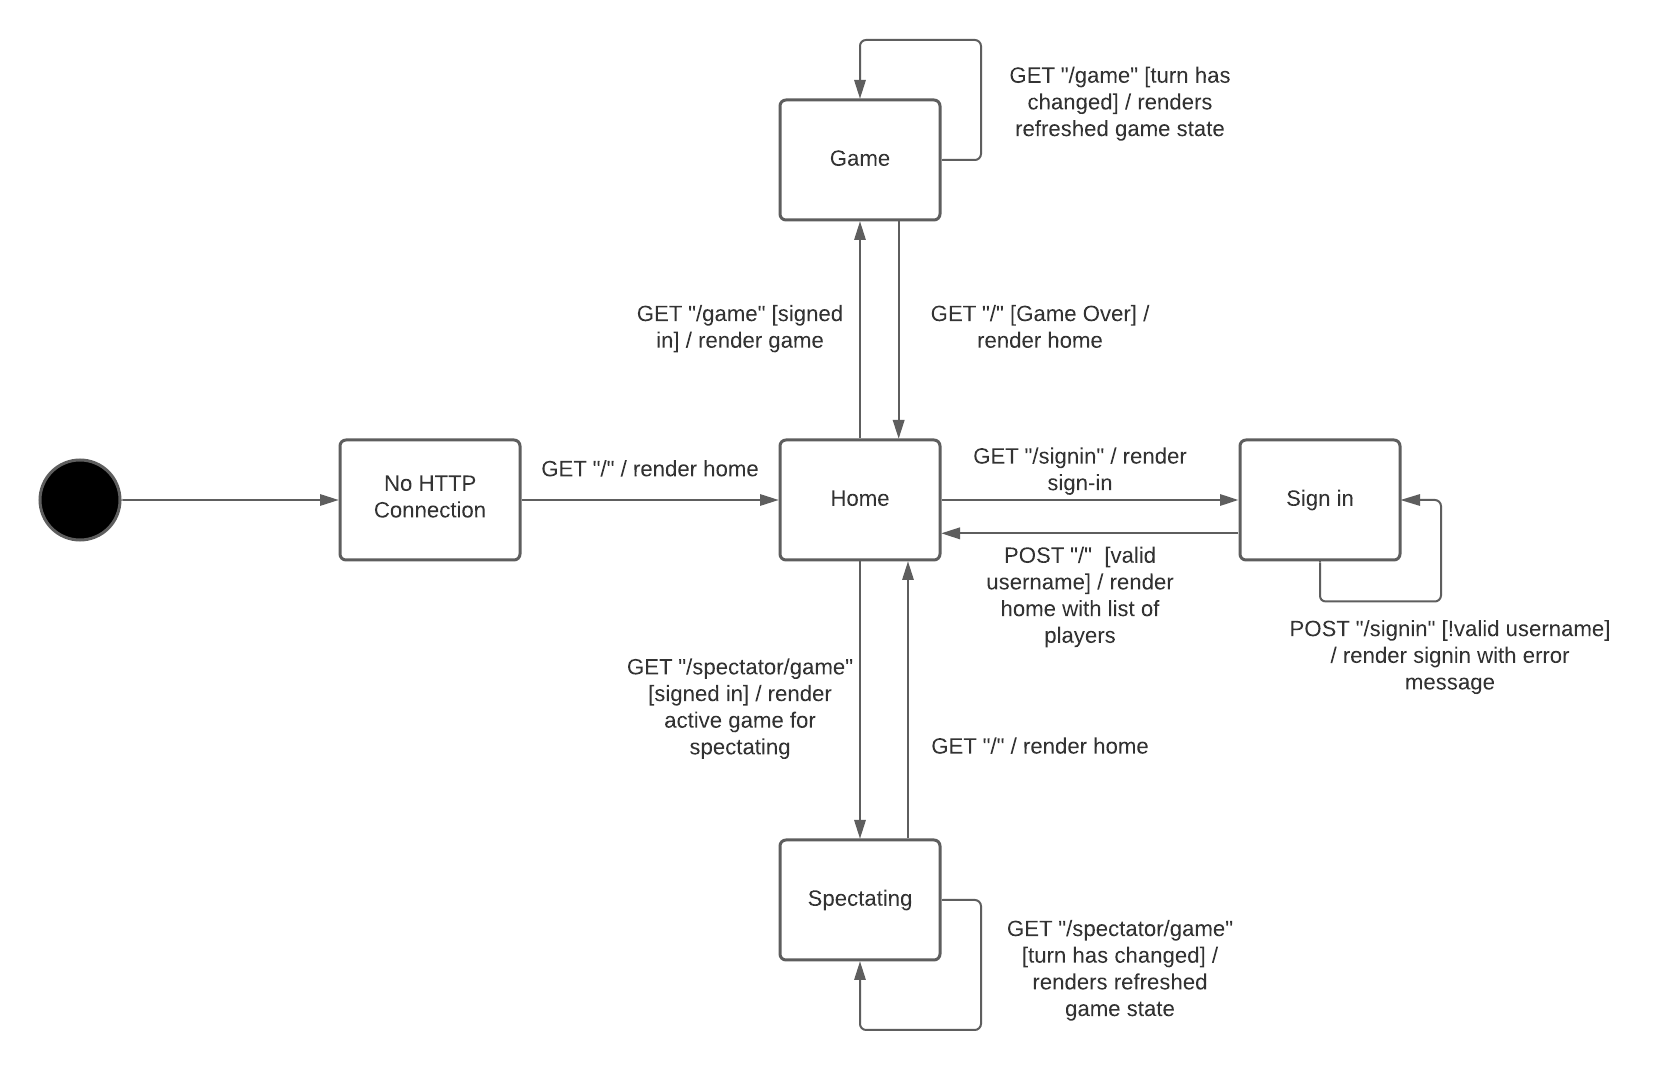 GET "/game" [turn has
changed] / renders
refreshed game state
Game
GET "/game" [signed
in] / render game
GET "/" [Game Over] /
render home
No HTTP
Connection
GET "/" / render home
Home
GET "/signin" / render
sign-in
Sign in
POST "/"  [valid
username] / render
home with list of
players
POST "/signin" [!valid username]
/ render signin with error
message
GET "/spectator/game"
[signed in] / render
active game for
spectating
GET "/" / render home
Spectating
GET "/spectator/game"
[turn has changed] /
renders refreshed
game state